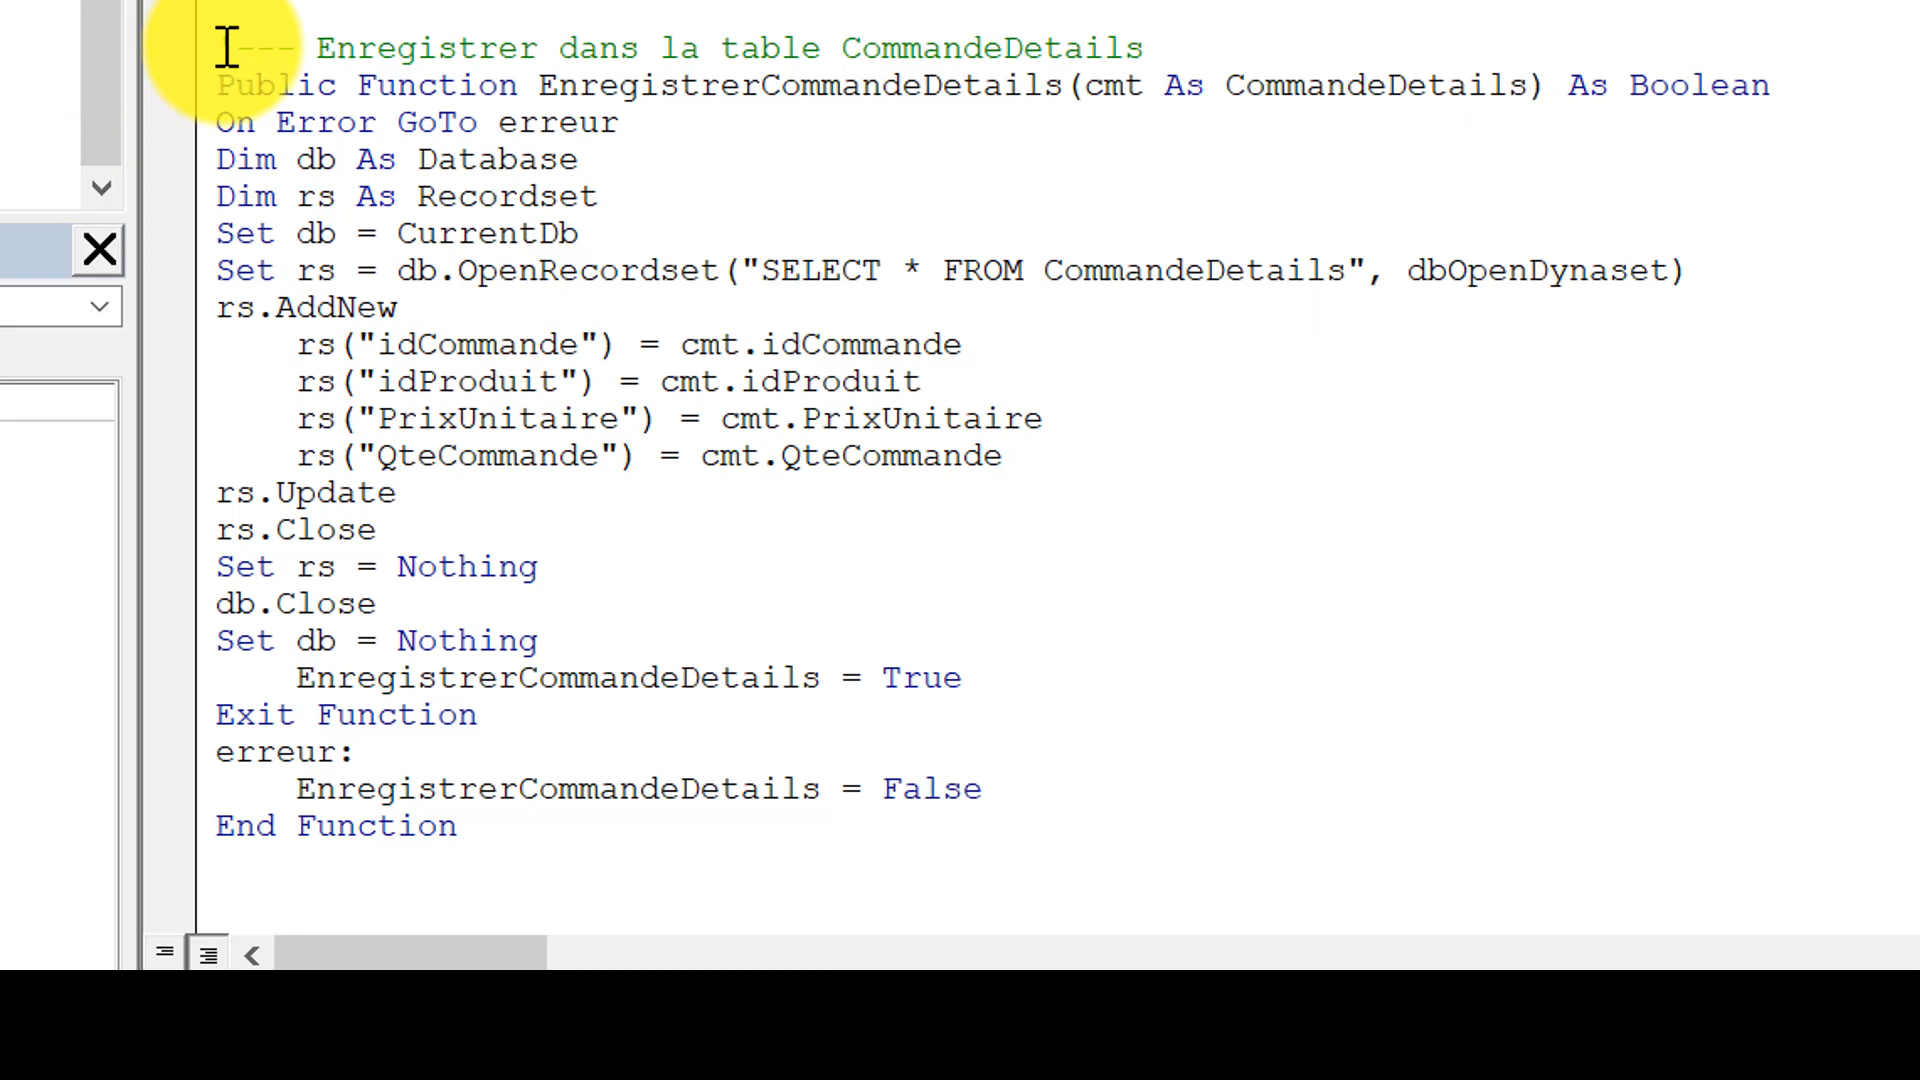 --- Enregistrer dans la table CommandeDetails
Public Function EnregistrerCommandeDetails(cmt As CommandeDetails) As Boolean
On Error GoTo erreur
Dim db As Database
Dim rs As Recordset
Set db = CurrentDb
Set rs = db.OpenRecordset("SELECT * FROM CommandeDetails", dbOpenDynaset)
rs.AddNew
    rs("idCommande") = cmt.idCommande
    rs("idProduit") = cmt.idProduit
    rs("PrixUnitaire") = cmt.PrixUnitaire
    rs("QteCommande") = cmt.QteCommande
rs.Update
rs.Close
Set rs = Nothing
db.Close
Set db = Nothing
    EnregistrerCommandeDetails = True
Exit Function
erreur:
    EnregistrerCommandeDetails = False
End Function